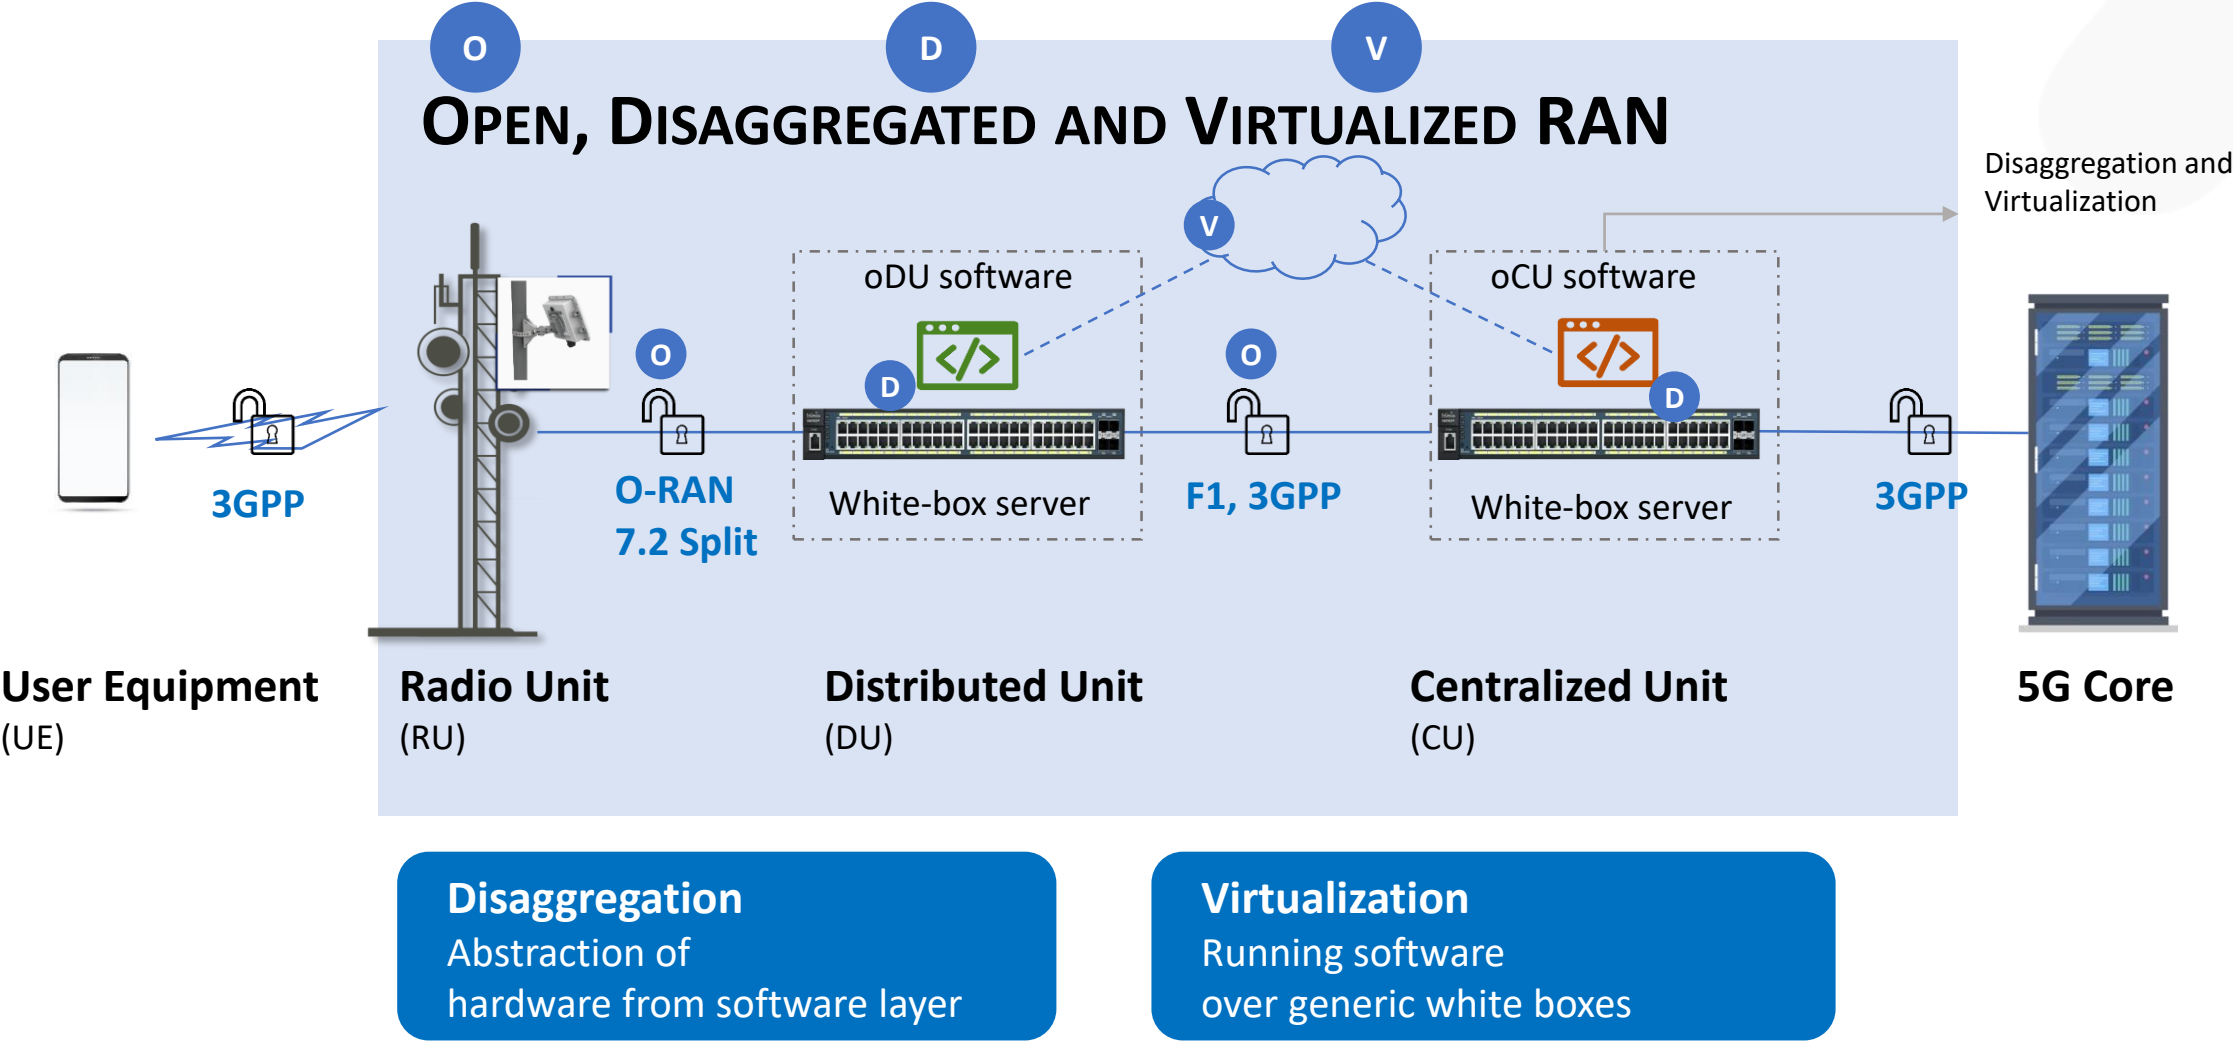 O
D
V
OPEN, DISAGGREGATED AND VIRTUALIZED RAN
Disaggregation and
Virtualization
V
oDU software
oCU software
O
O
D
D
3GPP
O-RAN
7.2 Split
White-box server
F1, 3GPP
White-box server
3GPP
User Equipment
(UE)
Radio Unit
(RU)
Distributed Unit
(DU)
Centralized Unit
(CU)
5G Core
Disaggregation
Abstraction of
hardware from software layer
Virtualization
Running software
over generic white boxes